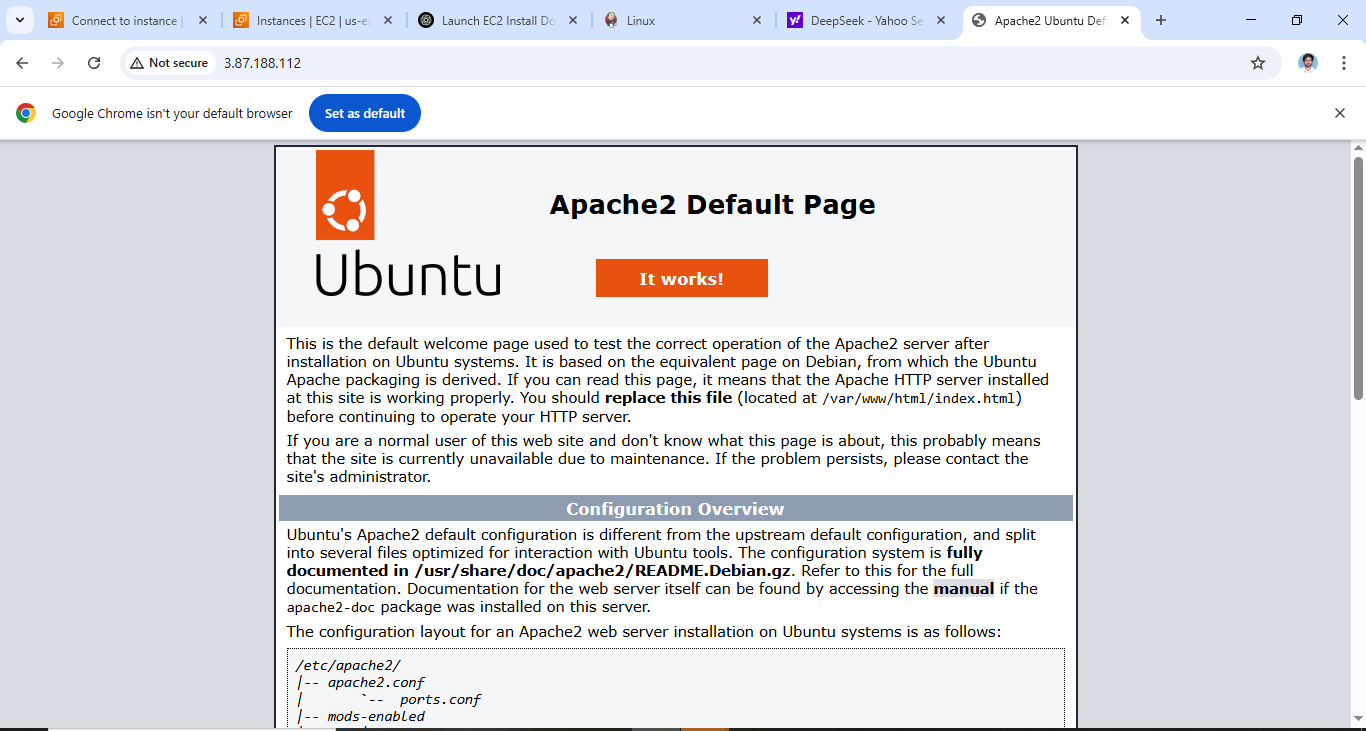 Connect to instance |
Instances | EC2 | us-ea
Launch EC2 Install Do
Linux
DeepSeek - Yahoo Se
Apache2 Ubuntu Def
Not secure
3.87.188.112
Google Chrome isn't your default browser
Set as default
Apache2 Default Page
Ubuntu
It works!
This is the default welcome page used to test the correct operation of the Apache2 server after
installation on Ubuntu systems. It is based on the equivalent page on Debian, from which the Ubuntu
Apache packaging is derived. If you can read this page, it means that the Apache HTTP server installed
at this site is working properly. You should replace this file (located at /var/www/html/index.html)
before continuing to operate your HTTP server.
If you are a normal user of this web site and don't know what this page is about, this probably means
that the site is currently unavailable due to maintenance. If the problem persists, please contact the
site's administrator.
Configuration Overview
Ubuntu's Apache2 default configuration is different from the upstream default configuration, and split
into several files optimized for interaction with Ubuntu tools. The configuration system is fully
documented in /usr/share/doc/apache2/README.Debian.gz. Refer to this for the full
documentation. Documentation for the web server itself can be found by accessing the manual if the
apache2-doc package was installed on this server.
The configuration layout for an Apache2 web server installation on Ubuntu systems is as follows:
/etc/apache2/
|-- apache2.conf
|       `--  ports.conf
|-- mods-enabled